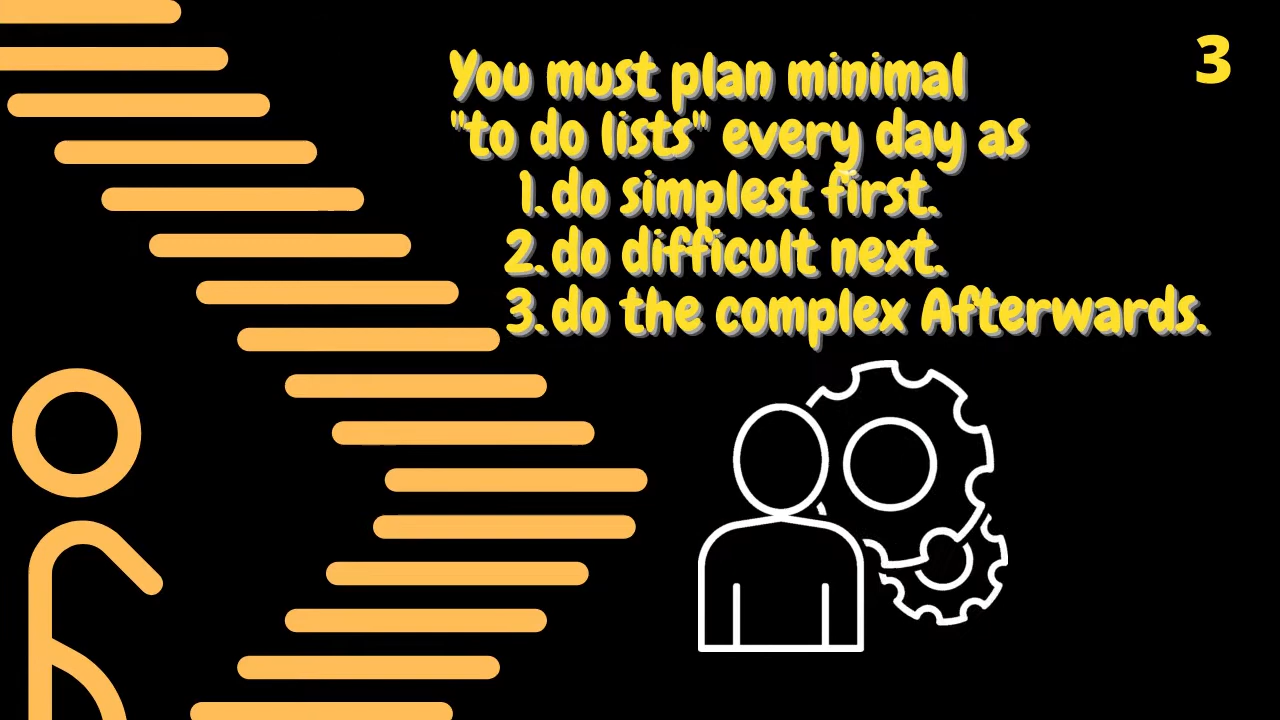 3
You must plan minimal
"to do lists" every day as
1. do simplest first.
2. do difficult next.
3. do the complex Afterwards.